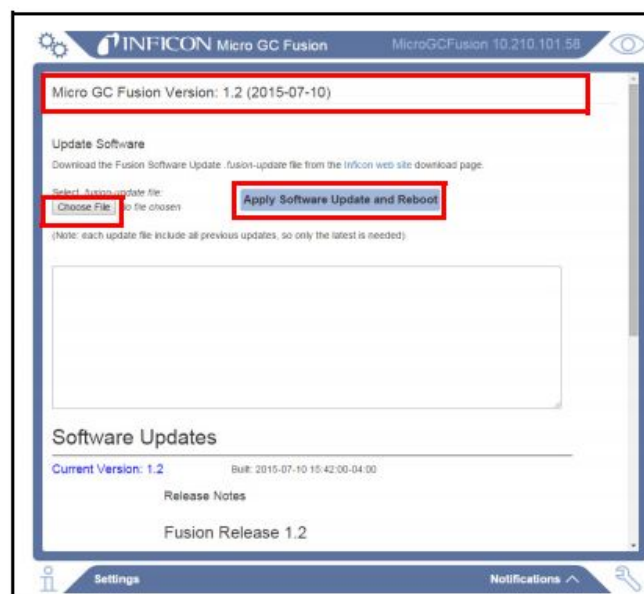 INFICON Micro GC Fusion MicroGCFusion 10.210.101.58
Micro GC Fusion Version: 1.2 (2015-07-10)
Update Software
Download the Fusion Software Update .fusion-update file from the Inficon web site download page.
Select .fusion-update file:
Choose File No file chosen
Apply Software Update and Reboot
(Note: each update file include all previous updates, so only the latest is needed)
Software Updates
Current Version: 1.2 Built: 2015-07-10 15:42:00-04:00
Release Notes
Fusion Release 1.2
Settings Notifications